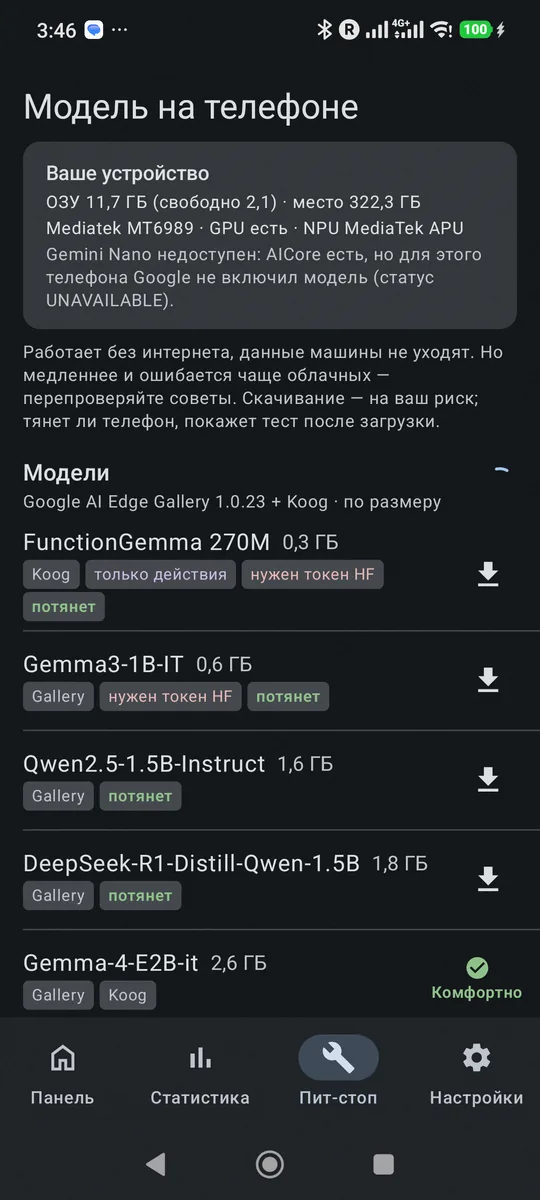 3:46
4G+
100
Модель на телефоне
Ваше устройство
ОЗУ 11,7 ГБ (свободно 2,1) · место 322,3 ГБ
Mediatek MT6989 · GPU есть · NPU MediaTek APU
Gemini Nano недоступен: AICore есть, но для этого
телефона Google не включил модель (статус
UNAVAILABLE).
Работает без интернета, данные машины не уходят. Но
медленнее и ошибается чаще облачных —
перепроверяйте советы. Скачивание — на ваш риск;
тянет ли телефон, покажет тест после загрузки.
Модели
Google AI Edge Gallery 1.0.23 + Koog · по размеру
FunctionGemma 270M 0,3 ГБ
Koog только действия нужен токен HF
потянет
Gemma3-1B-IT 0,6 ГБ
Gallery нужен токен HF потянет
Qwen2.5-1.5B-Instruct 1,6 ГБ
Gallery потянет
DeepSeek-R1-Distill-Qwen-1.5B 1,8 ГБ
Gallery потянет
Gemma-4-E2B-it 2,6 ГБ
Gallery Koog
Комфортно
Панель Статистика Пит-стоп Настройки